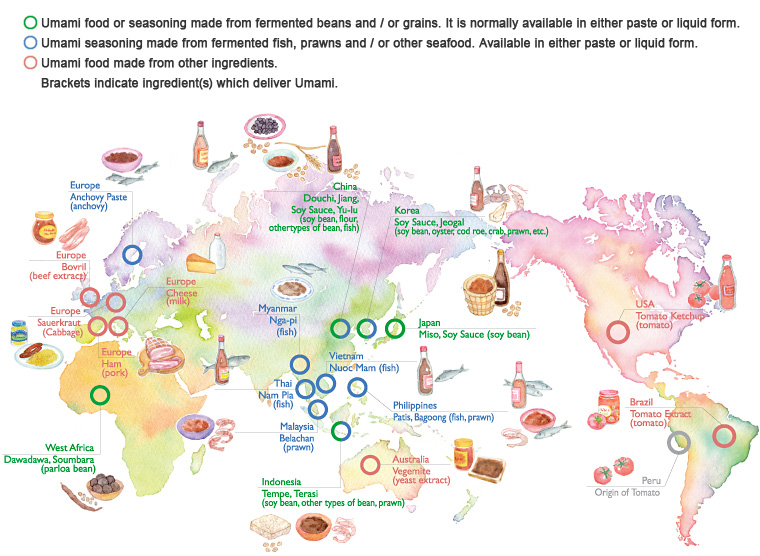 Umami food or seasoning made from fermented beans and / or grains. It is normally available in either paste or liquid form.
Umami seasoning made from fermented fish, prawns and / or other seafood. Available in either paste or liquid form.
Umami food made from other ingredients.
Brackets indicate ingredient(s) which deliver Umami.
Europe
Anchovy Paste
(anchovy)
China
Douchi, Jiang,
Soy Sauce, Yu-lu
(soy bean, flour,
othertypes of bean, fish)
Korea
Soy Sauce, Jeogal
(soy bean, oyster, cod roe, crab, prawn, etc.)
Europe
Bovril
(beef extract)
Europe
Cheese
(milk)
Europe
Sauerkraut
(Cabbage)
Myanmar
Nga-pi
(fish)
USA
Tomato Ketchup
(tomato)
Japan
Miso, Soy Sauce (soy bean)
Europe
Ham
(pork)
Vietnam
Nuoc Mam (fish)
Thai
Nam Pla
(fish)
Philippines
Patis, Bagoong (fish, prawn)
Brazil
Tomato Extract
(tomato)
Malaysia
Belachan
(prawn)
West Africa
Dawadawa, Soumbara
(parloa bean)
Australia
Vegemite
(yeast extract)
Peru
Origin of Tomato
Indonesia
Tempe, Terasi
(soy bean, other types of bean, prawn)